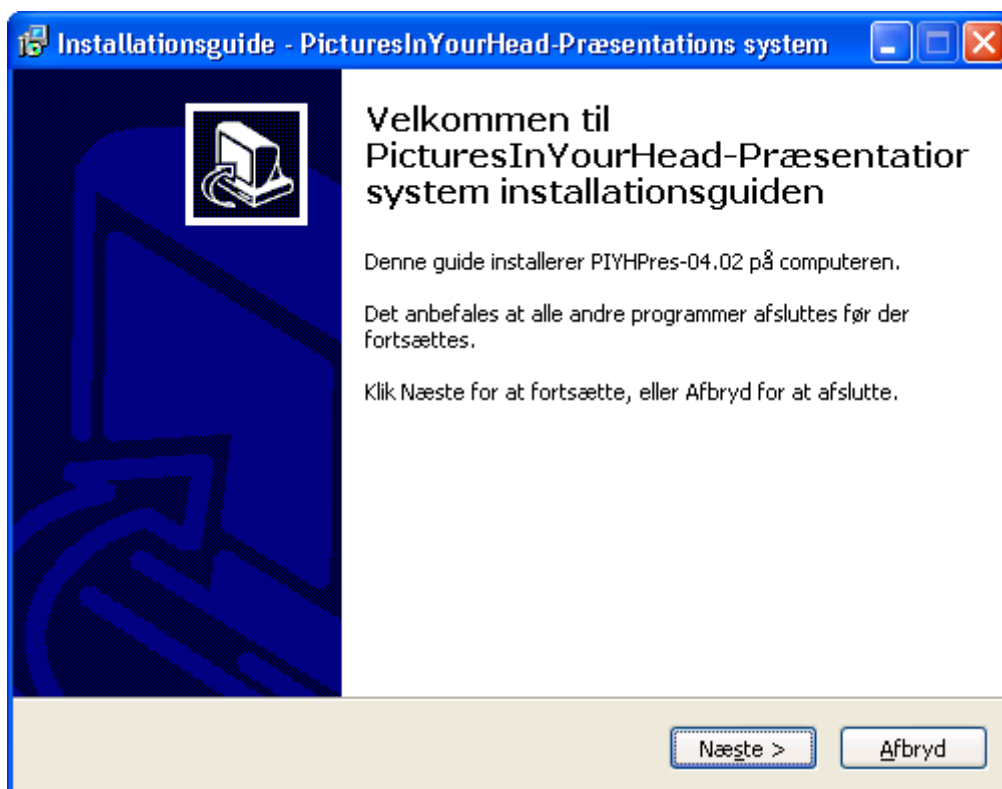 Installationsguide - PicturesInYourHead-Præsentations system
Velkommen til
PicturesInYourHead-Præsentatior
system installationsguiden
Denne guide installerer PIYHPres-04.02 på computeren.
Det anbefales at alle andre programmer afsluttes før der
fortsættes.
Klik Næste for at fortsætte, eller Afbryd for at afslutte.
Næste >
Afbryd